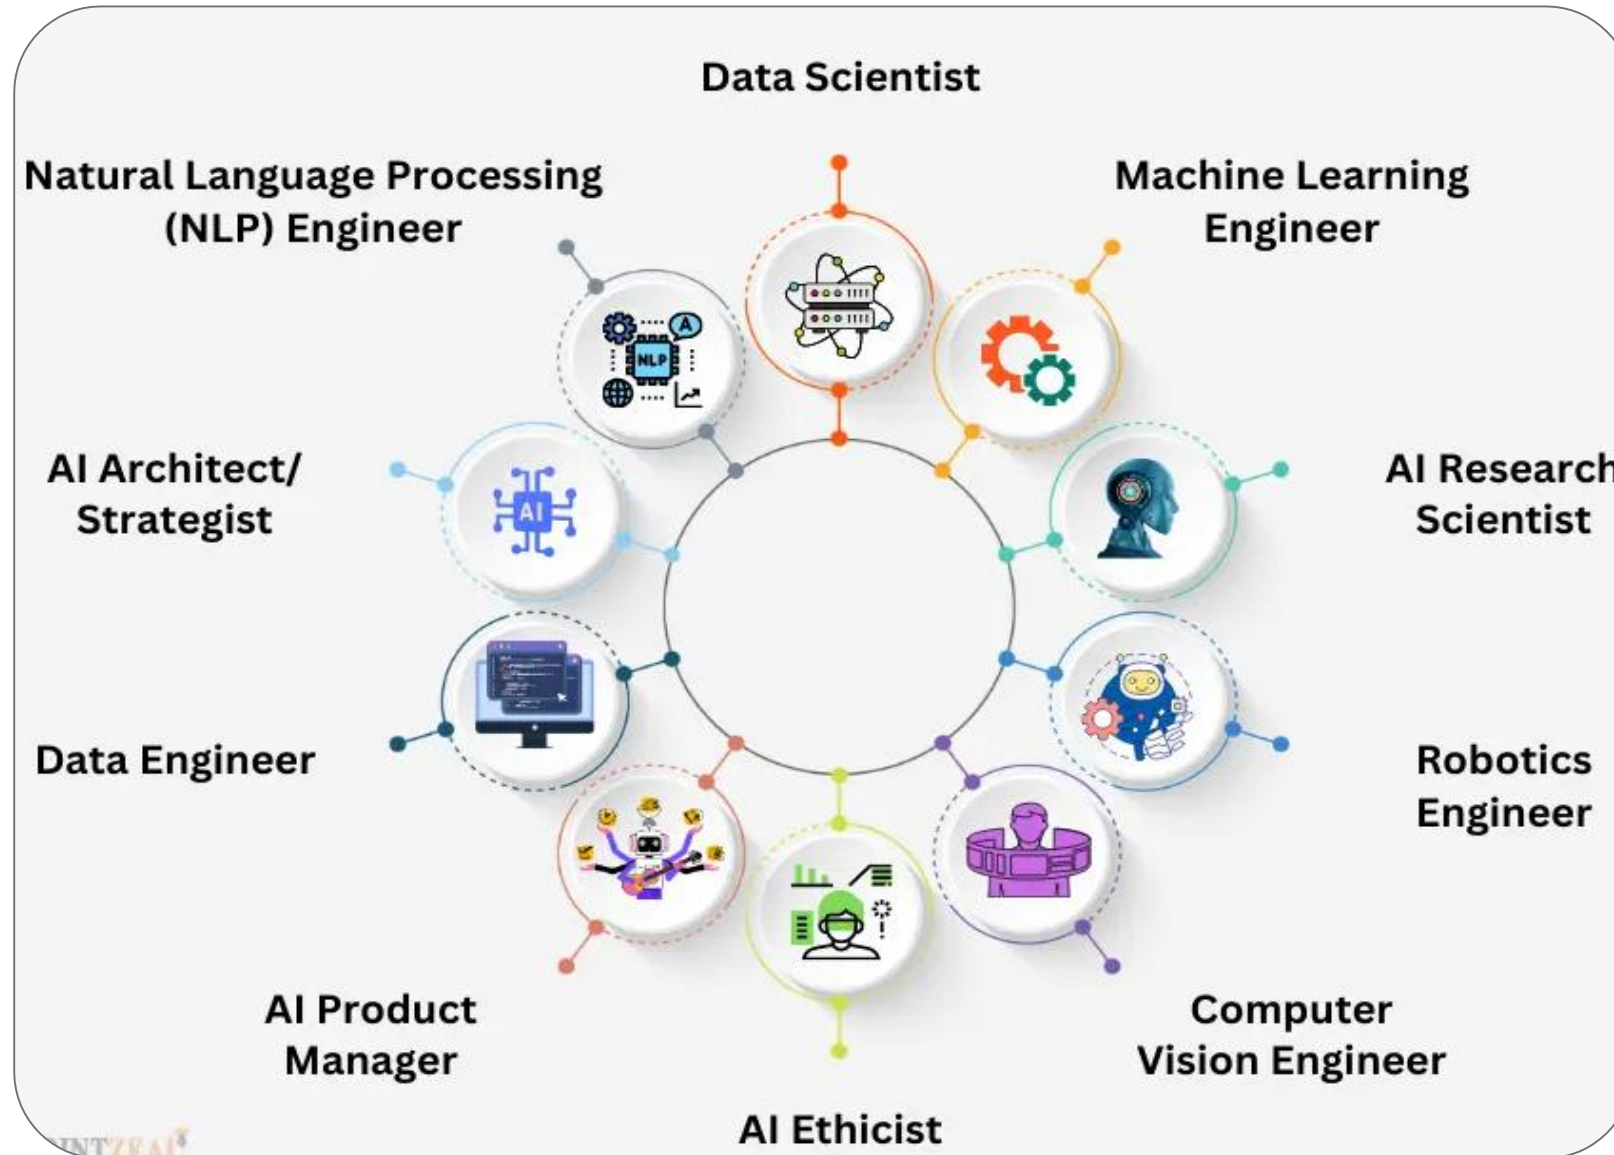 Data Scientist
Natural Language Processing
(NLP) Engineer
Machine Learning
Engineer
A
NLP
AI Architect/
Strategist
AI
AI Research
Scientist
Data Engineer
Robotics
Engineer
AI Product
Manager
Computer
Vision Engineer
AI Ethicist